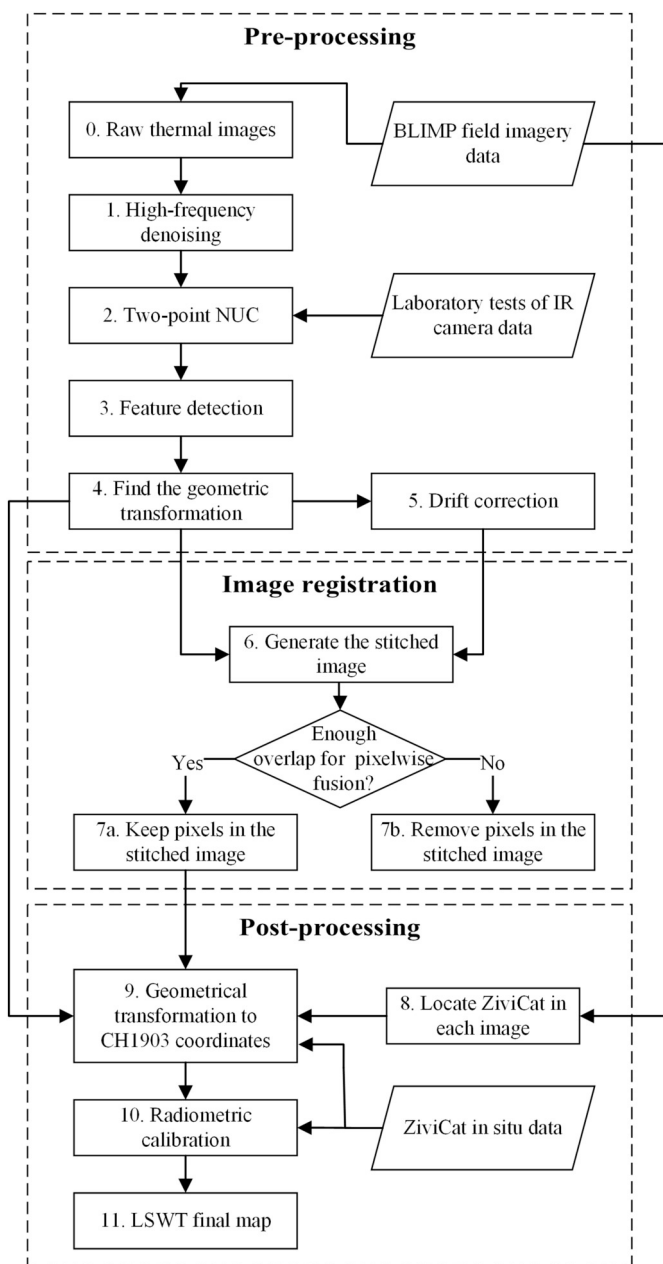 Pre-processing
0. Raw thermal images
BLIMP field imagery
data
1. High-frequency
denoising
2. Two-point NUC
Laboratory tests of IR
camera data
3. Feature detection
4. Find the geometric
transformation
5. Drift correction
Image registration
6. Generate the stitched
image
Enough
overlap for pixelwise
fusion?
Yes
No
7a. Keep pixels in the
stitched image
7b. Remove pixels in the
stitched image
Post-processing
9. Geometrical
transformation to
CH1903 coordinates
8. Locate ZiviCat in
each image
10. Radiometric
calibration
ZiviCat in situ data
11. LSWT final map